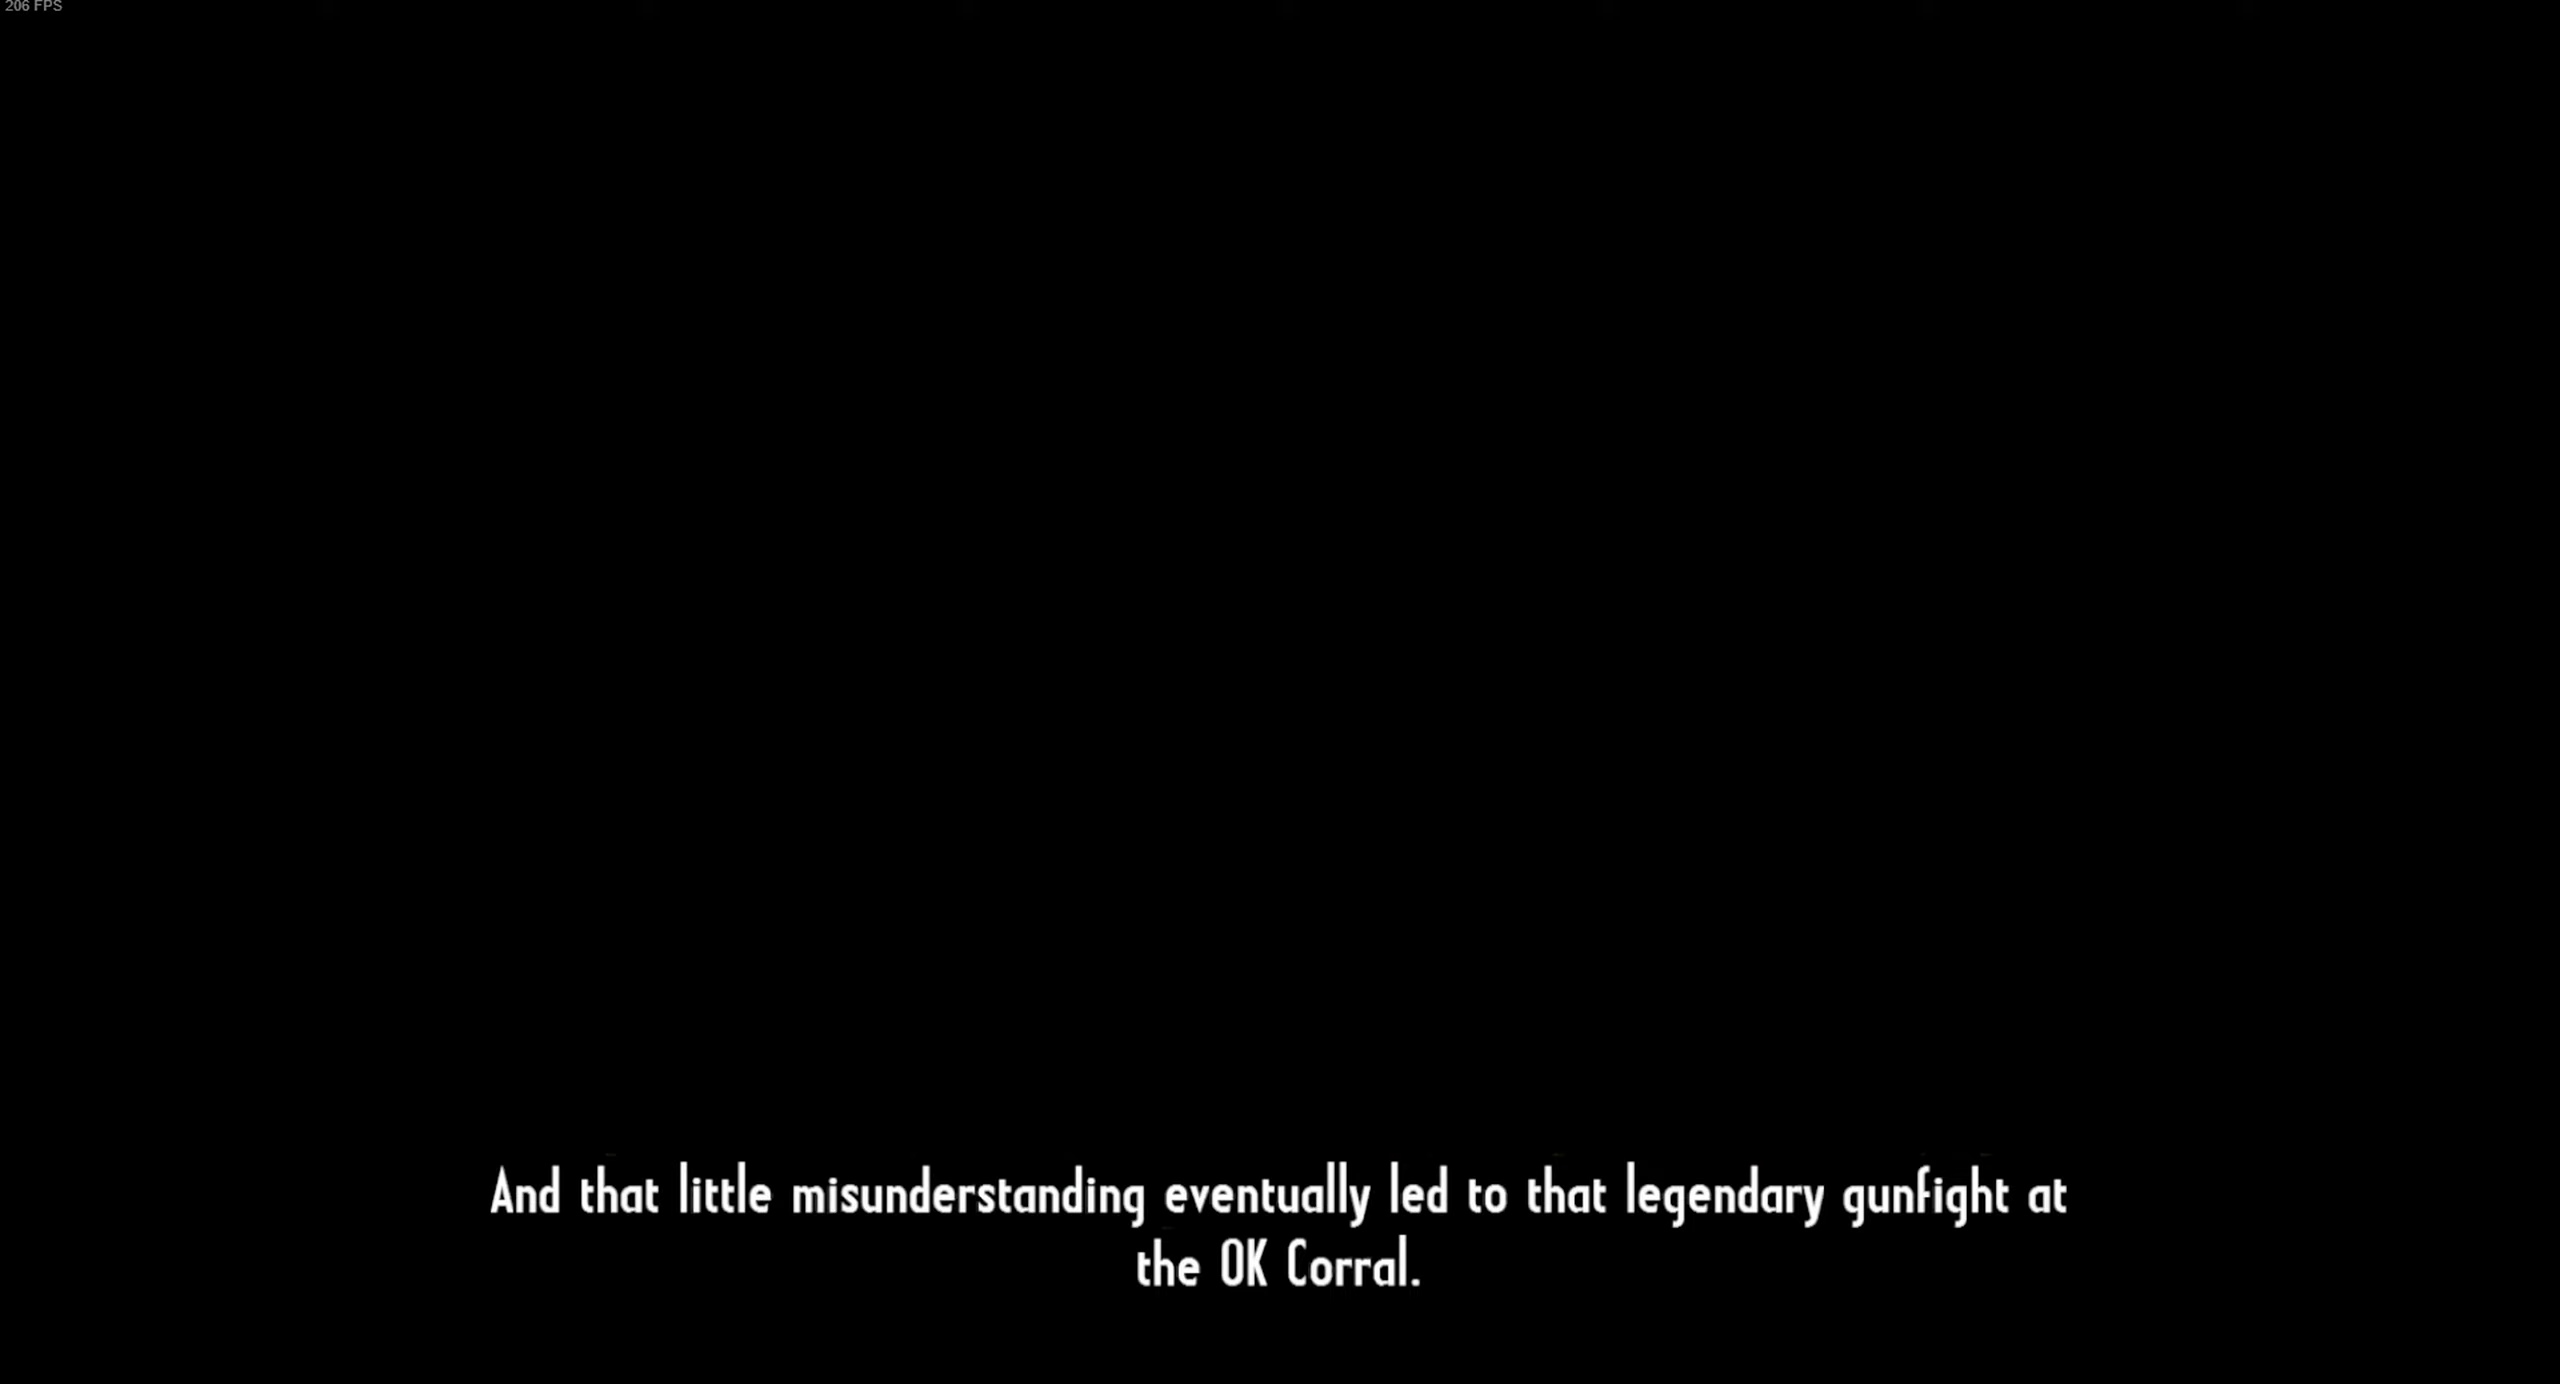 206 FPS
And that little misunderstanding eventually led to that legendary gunfight at
the OK Corral.